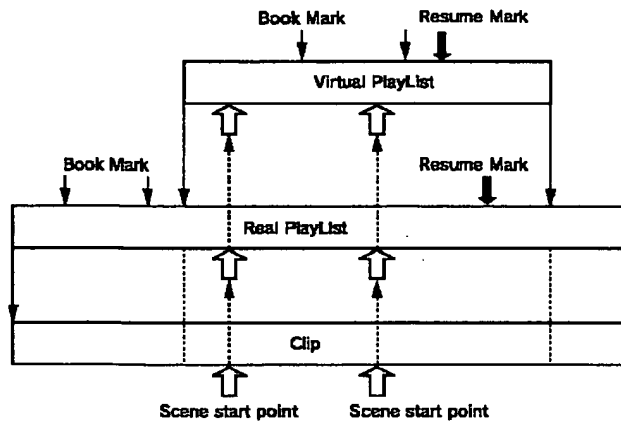 Book Mark
Resume Mark
Virtual PlayList
Book Mark
Resume Mark
Real PlayList
Clip
Scene start point
Scene start point